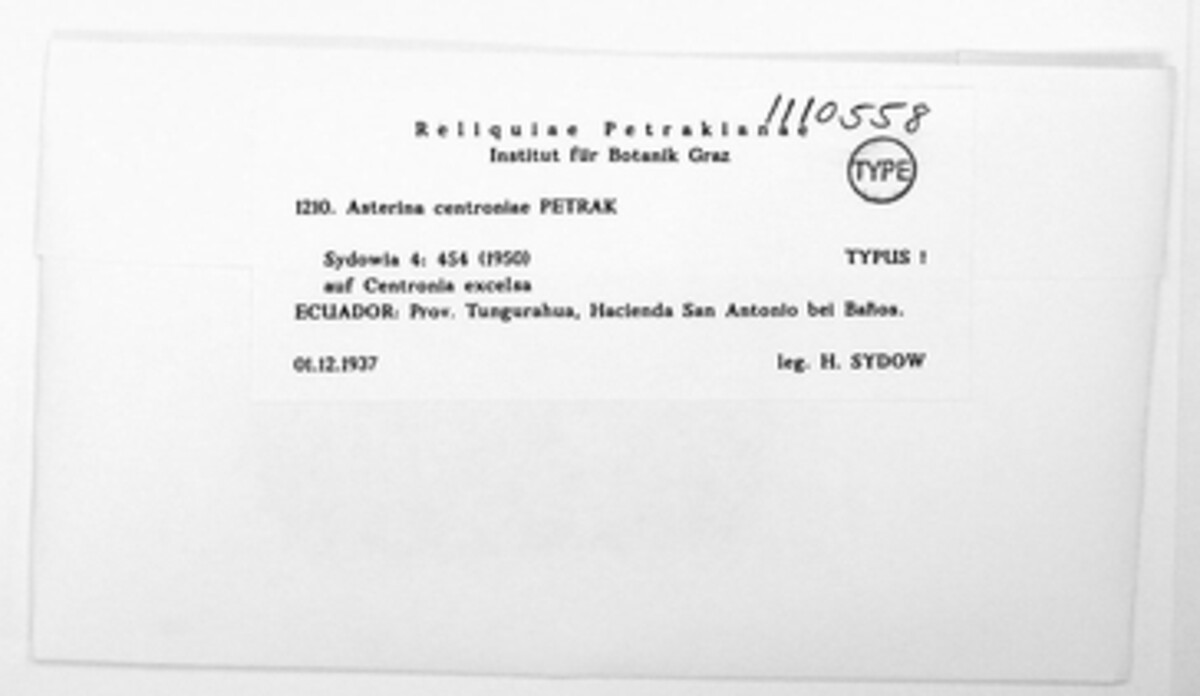 1110558
Reliquiae Petrakianae
Institut für Botanik Graz
TYPE
1210. Asterina centroniae PETRAK
Sydowia 4: 454 (1950) TYPUS !
auf Centronia excelsa
ECUADOR: Prov. Tungurahua, Hacienda San Antonio bei Baños.
01.12.1937 leg. H. SYDOW